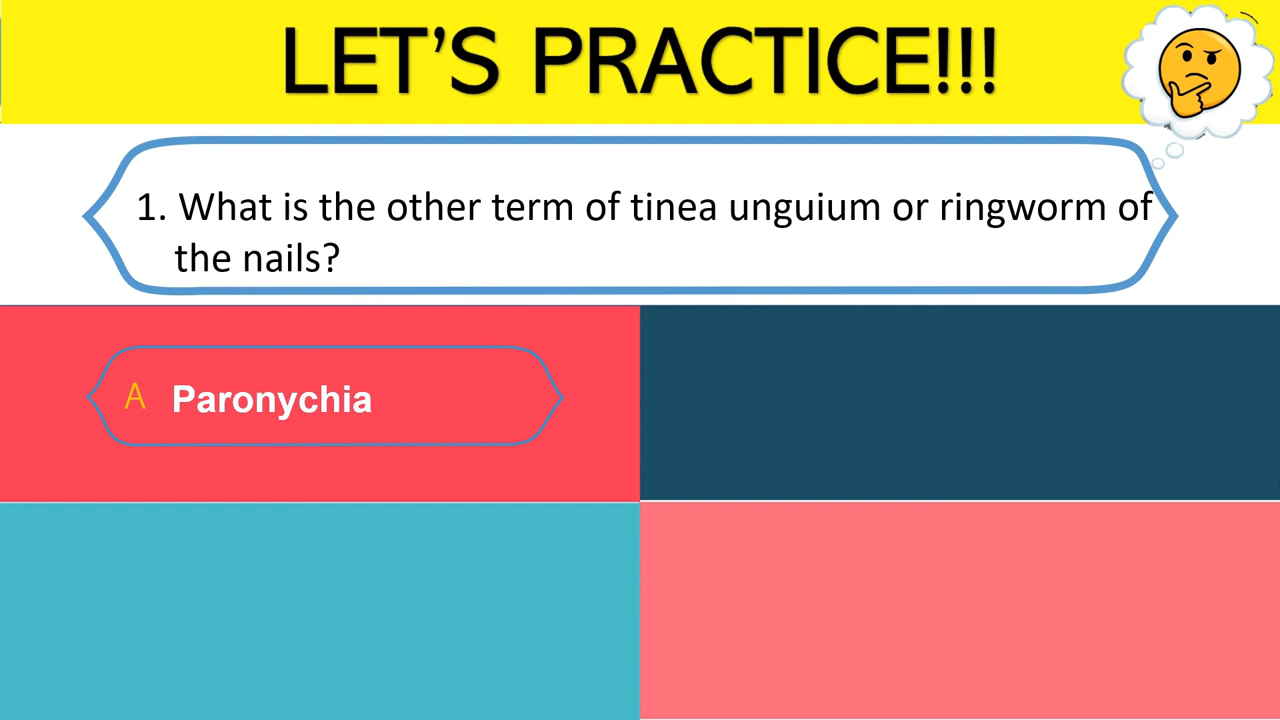 LET’S PRACTICE!!!
1. What is the other term of tinea unguium or ringworm of
the nails?
A Paronychia